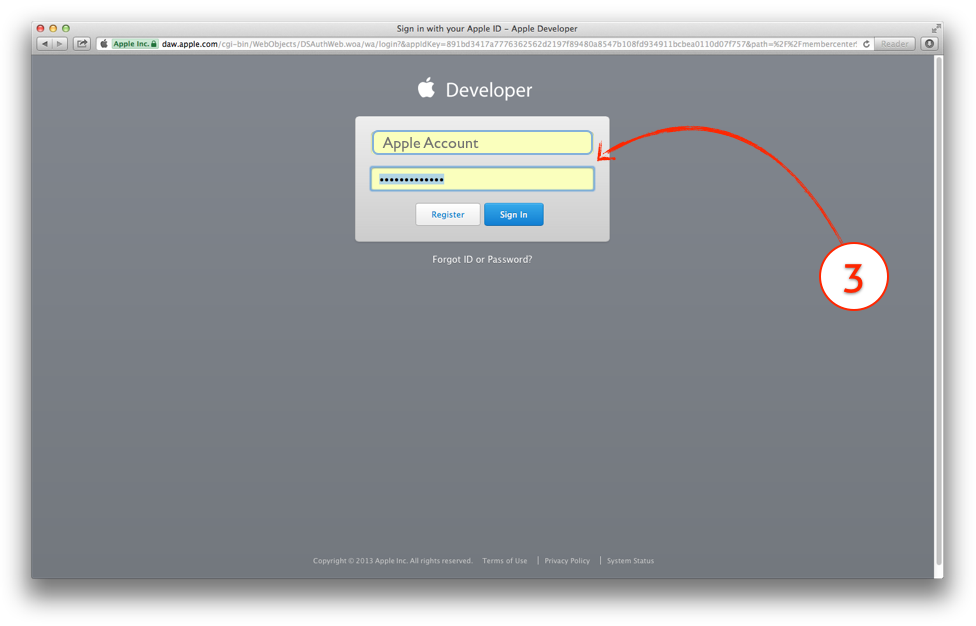 Sign in with your Apple ID – Apple Developer
Apple Inc. daw.apple.com/cgi-bin/WebObjects/DSAuthWeb.woa/wa/login?&appIdKey=891bd3417a7776362562d2197f89480a8547b108fd934911bcbea0110d07f757&path=%2F%2Fmembercenter Reader
Developer
Apple Account
•••••••••••••
Register Sign In
Forgot ID or Password?
3
Copyright © 2013 Apple Inc. All rights reserved. Terms of Use | Privacy Policy | System Status